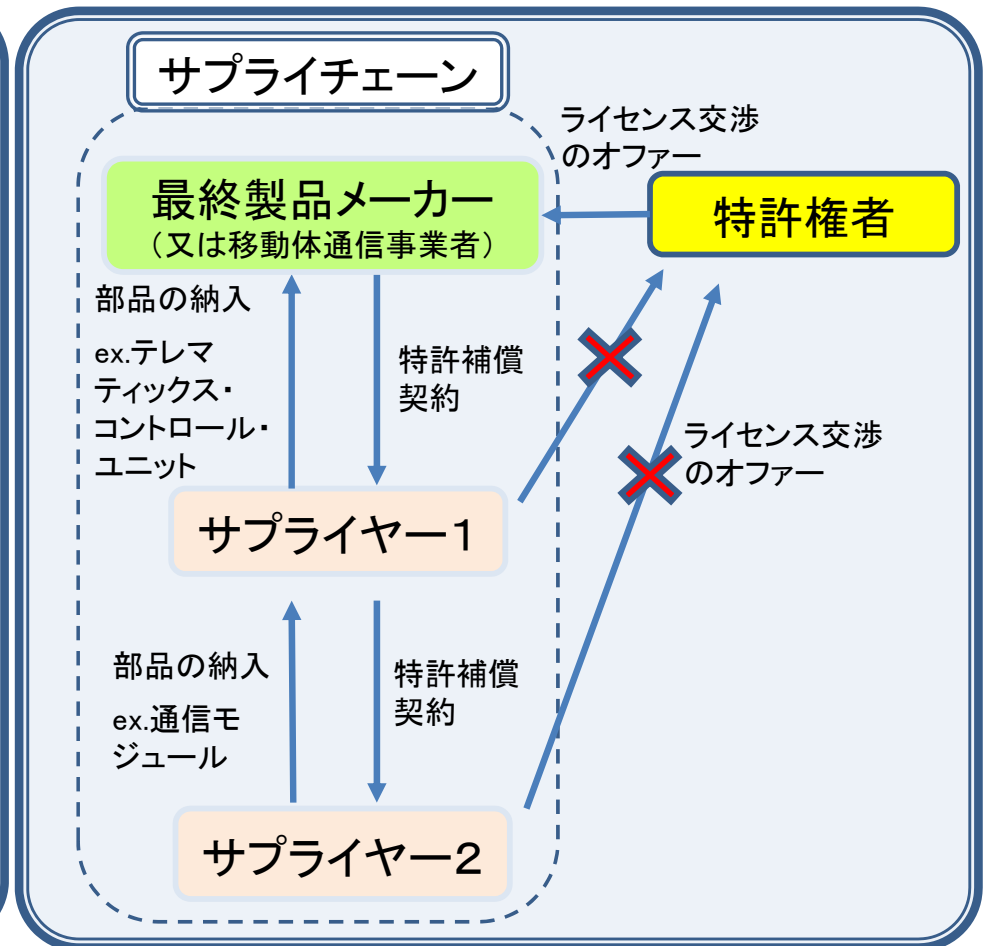 サプライチェーン
ライセンス交渉
のオファー
最終製品メーカー
（又は移動体通信事業者）
特許権者
部品の納入
ex.テレマ
ティックス・
コントロール・
ユニット
特許補償
契約
ライセンス交渉
のオファー
サプライヤー１
部品の納入
ex.通信モ
ジュール
特許補償
契約
サプライヤー２